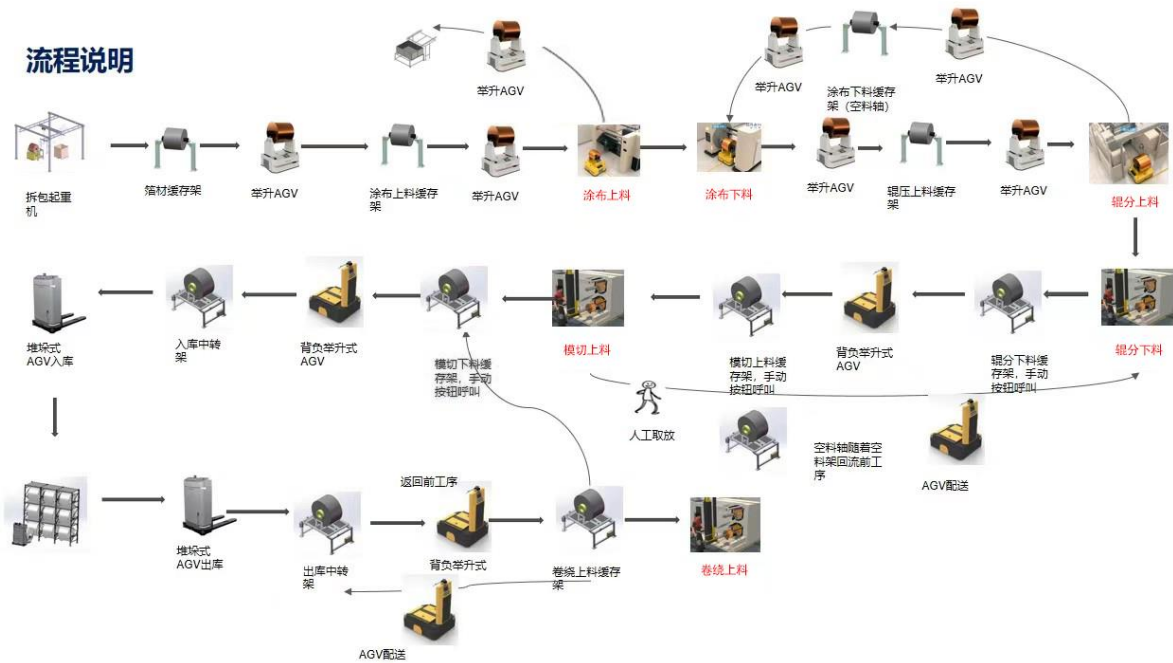 流程说明
举升AGV
举升AGV
涂布下料缓存
架（空料轴）
举升AGV
拆包起重
机
箔材缓存架
举升AGV
涂布上料缓存
架
举升AGV
涂布上料
涂布下料
举升AGV
辊压上料缓存
架
举升AGV
辊分上料
堆垛式
AGV入库
入库中转
架
背负举升式
AGV
模切下料缓
存架，手动
按钮呼叫
模切上料
模切上料缓
存架，手动
按钮呼叫
背负举升式
AGV
辊分下料缓
存架，手动
按钮呼叫
辊分下料
人工取放
空料轴随着空
料架回流前工
序
AGV配送
堆垛式
AGV出库
出库中转
架
返回前工序
背负举升式
卷绕上料缓存
架
卷绕上料
AGV配送